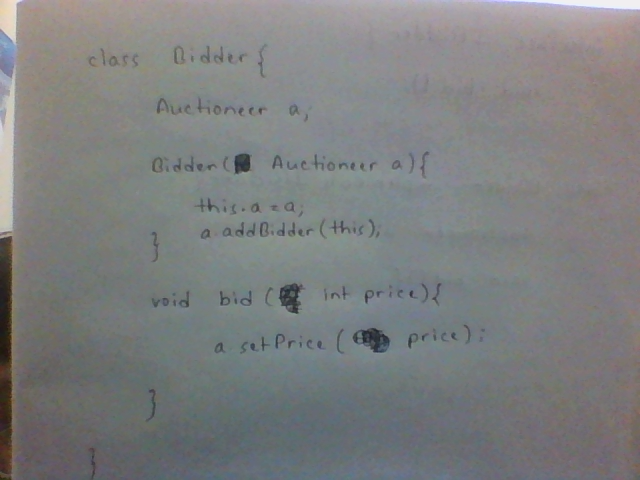 class Bidder {
Auctioneer a;
Bidder ( Auctioneer a) {
this.a = a;
a.addBidder (this);
}
void bid ( int price) {
a.setPrice ( price);
}
}